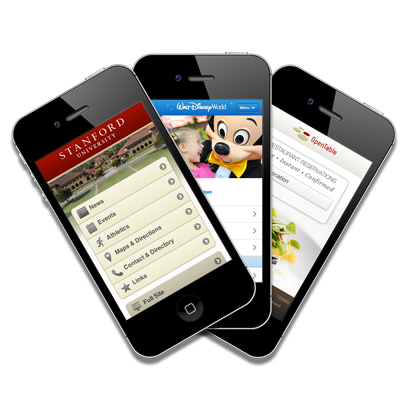 STANFORD
UNIVERSITY
News
Events
Athletics
Maps & Directions
Contact & Directory
Links
Full Site
Walt Disney World
Menu
OpenTable
RESTAURANT RESERVATIONS
• Instant • Confirmed